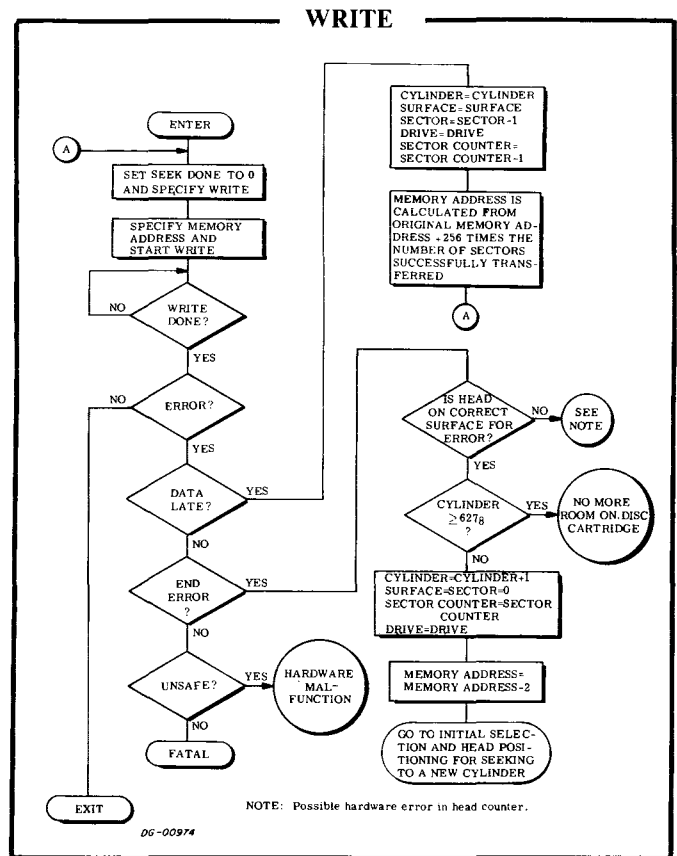 WRITE
ENTER
A
SET SEEK DONE TO 0
AND SPECIFY WRITE
SPECIFY MEMORY
ADDRESS AND
START WRITE
WRITE
DONE?
NO
YES
ERROR?
NO
YES
DATA
LATE?
YES
NO
END
ERROR
?
YES
NO
UNSAFE?
YES
HARDWARE
MAL-
FUNCTION
NO
FATAL
EXIT
CYLINDER=CYLINDER
SURFACE=SURFACE
SECTOR=SECTOR-1
DRIVE=DRIVE
SECTOR COUNTER=
SECTOR COUNTER-1
MEMORY ADDRESS IS
CALCULATED FROM
ORIGINAL MEMORY AD-
DRESS +256 TIMES THE
NUMBER OF SECTORS
SUCCESSFULLY TRANS-
FERRED
A
IS HEAD
ON CORRECT
SURFACE FOR
ERROR?
NO
SEE
NOTE
YES
CYLINDER
≥627₈
?
YES
NO MORE
ROOM ON DISC
CARTRIDGE
NO
CYLINDER=CYLINDER+1
SURFACE=SECTOR=0
SECTOR COUNTER=SECTOR
COUNTER
DRIVE=DRIVE
MEMORY ADDRESS=
MEMORY ADDRESS-2
GO TO INITIAL SELEC-
TION AND HEAD POSI-
TIONING FOR SEEKING
TO A NEW CYLINDER
NOTE: Possible hardware error in head counter.
DG-00974